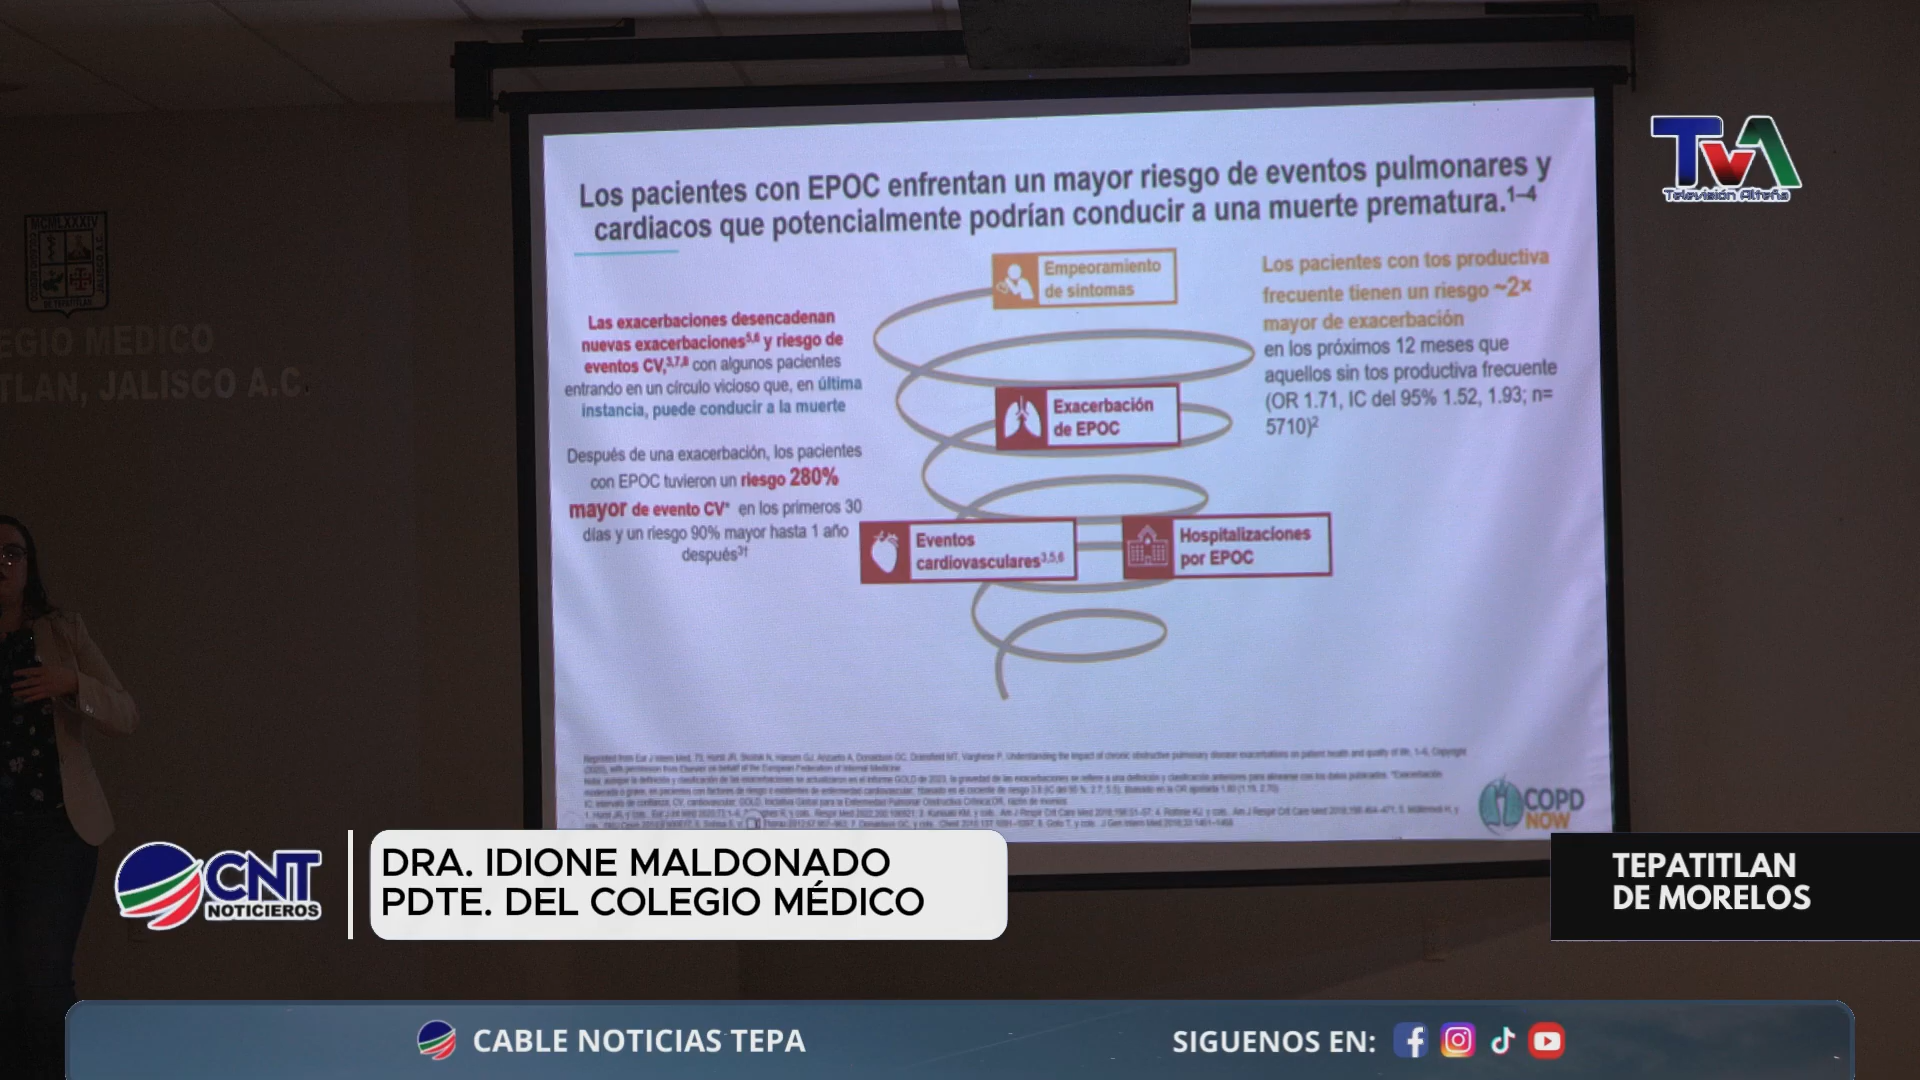 MCMLXXXIV
EGIO MEDICO
TLAN, JALISCO A.C.
TvA
Televisión Alteña
Los pacientes con EPOC enfrentan un mayor riesgo de eventos pulmonares y
cardiacos que potencialmente podrían conducir a una muerte prematura.1–4
Empeoramiento
de síntomas
Las exacerbaciones desencadenan
nuevas exacerbaciones5,6 y riesgo de
eventos CV,3,7,8 con algunos pacientes
entrando en un círculo vicioso que, en última
instancia, puede conducir a la muerte
Después de una exacerbación, los pacientes
con EPOC tuvieron un riesgo 280%
mayor de evento CV* en los primeros 30
días y un riesgo 90% mayor hasta 1 año
después3†
Los pacientes con tos productiva
frecuente tienen un riesgo ~2x
mayor de exacerbación
en los próximos 12 meses que
aquellos sin tos productiva frecuente
(OR 1.71, IC del 95% 1.52, 1.93; n=
5710)2
Exacerbación
de EPOC
Eventos
cardiovasculares3,5,6
Hospitalizaciones
por EPOC
COPD
NOW
CNT
NOTICIEROS
DRA. IDIONE MALDONADO
PDTE. DEL COLEGIO MÉDICO
TEPATITLAN
DE MORELOS
CABLE NOTICIAS TEPA
SIGUENOS EN: